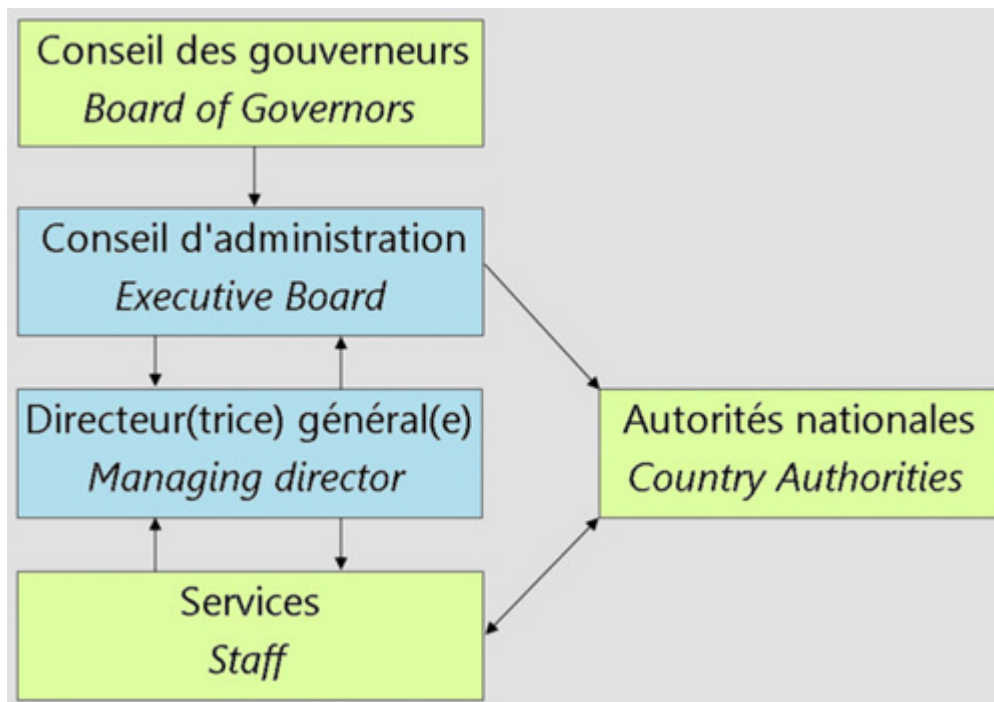 Conseil des gouverneurs
Board of Governors
Conseil d'administration
Executive Board
Directeur(trice) général(e)
Managing director
Autorités nationales
Country Authorities
Services
Staff